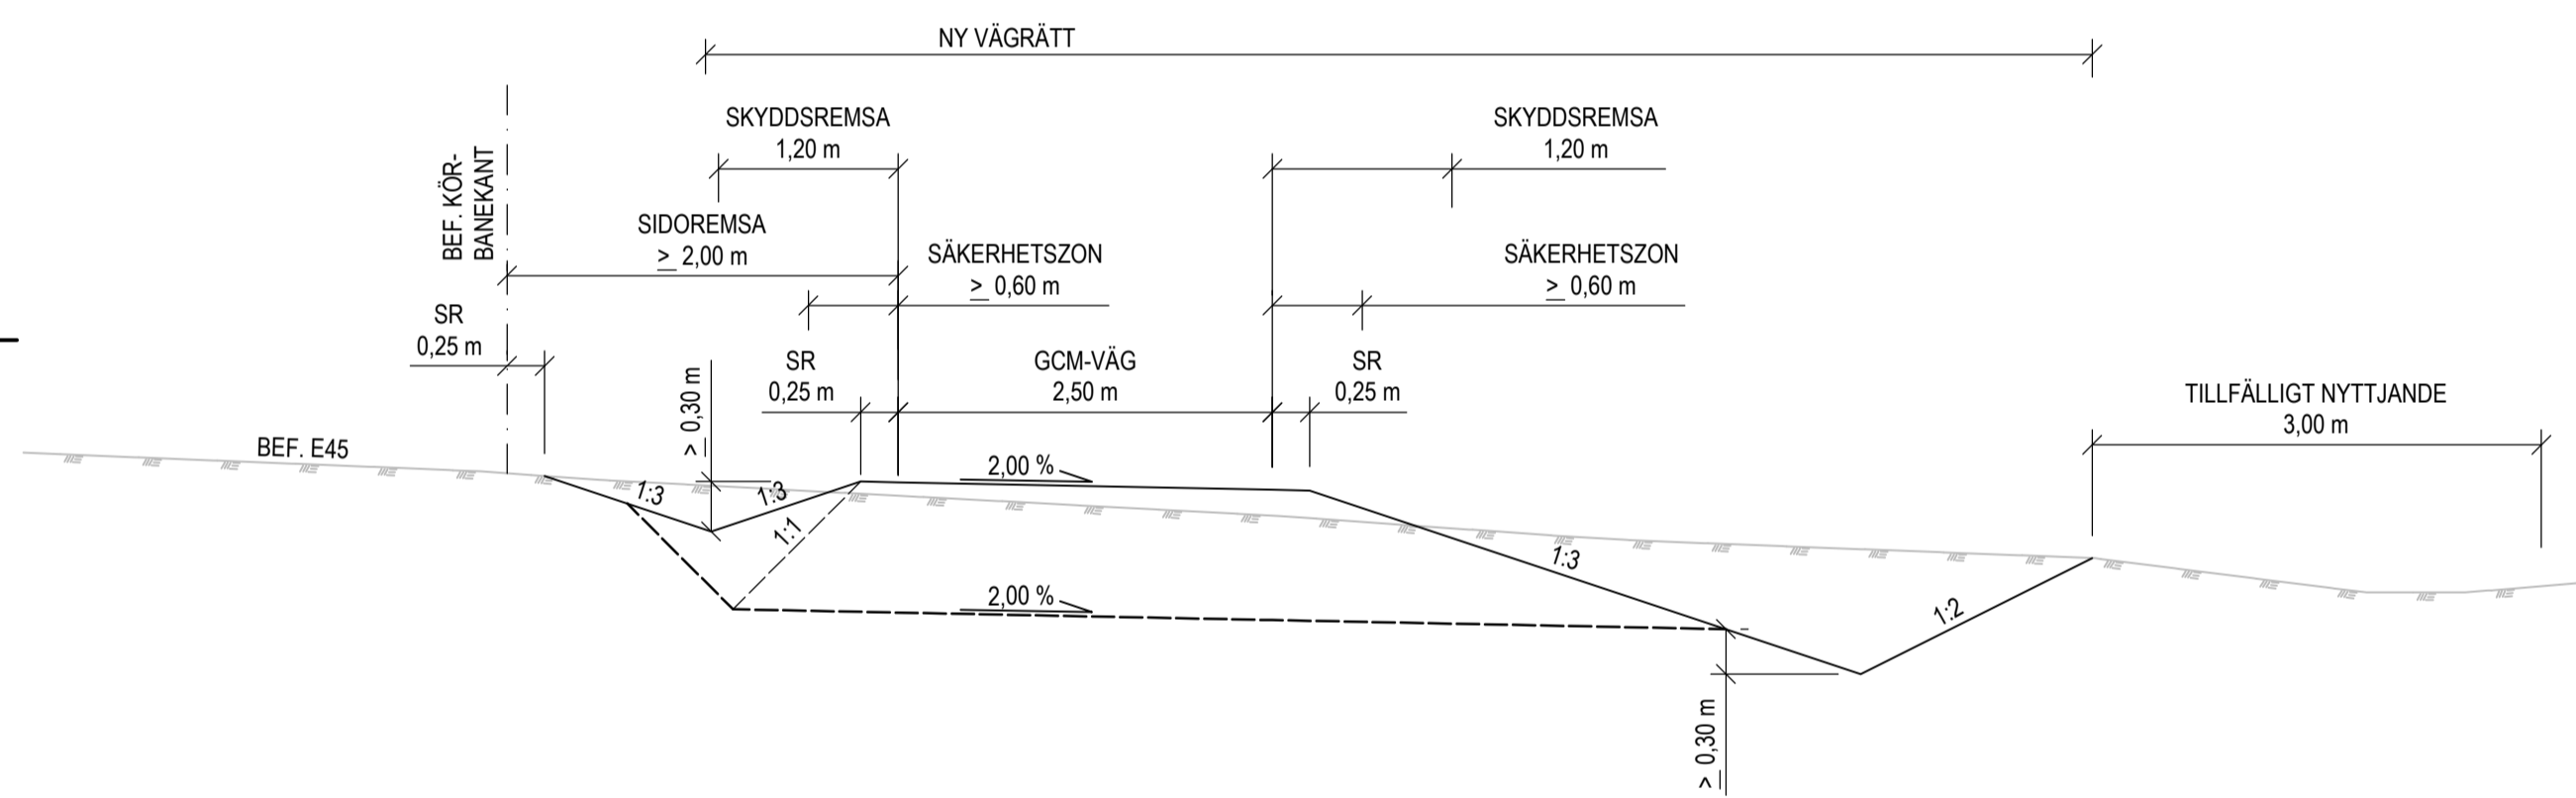 NY VÄGRÄTT
SKYDDSREMSA
1,20 m
SKYDDSREMSA
1,20 m
BEF. KÖR-
BANEKANT
SIDOREMSA
≥ 2,00 m
SÄKERHETSZON
≥ 0,60 m
SÄKERHETSZON
≥ 0,60 m
SR
0,25 m
≥ 0,30 m
SR
0,25 m
GCM-VÄG
2,50 m
SR
0,25 m
TILLFÄLLIGT NYTTJANDE
3,00 m
BEF. E45
2,00 %
1:3
1:3
1:1
1:3
2,00 %
1:2
≥ 0,30 m